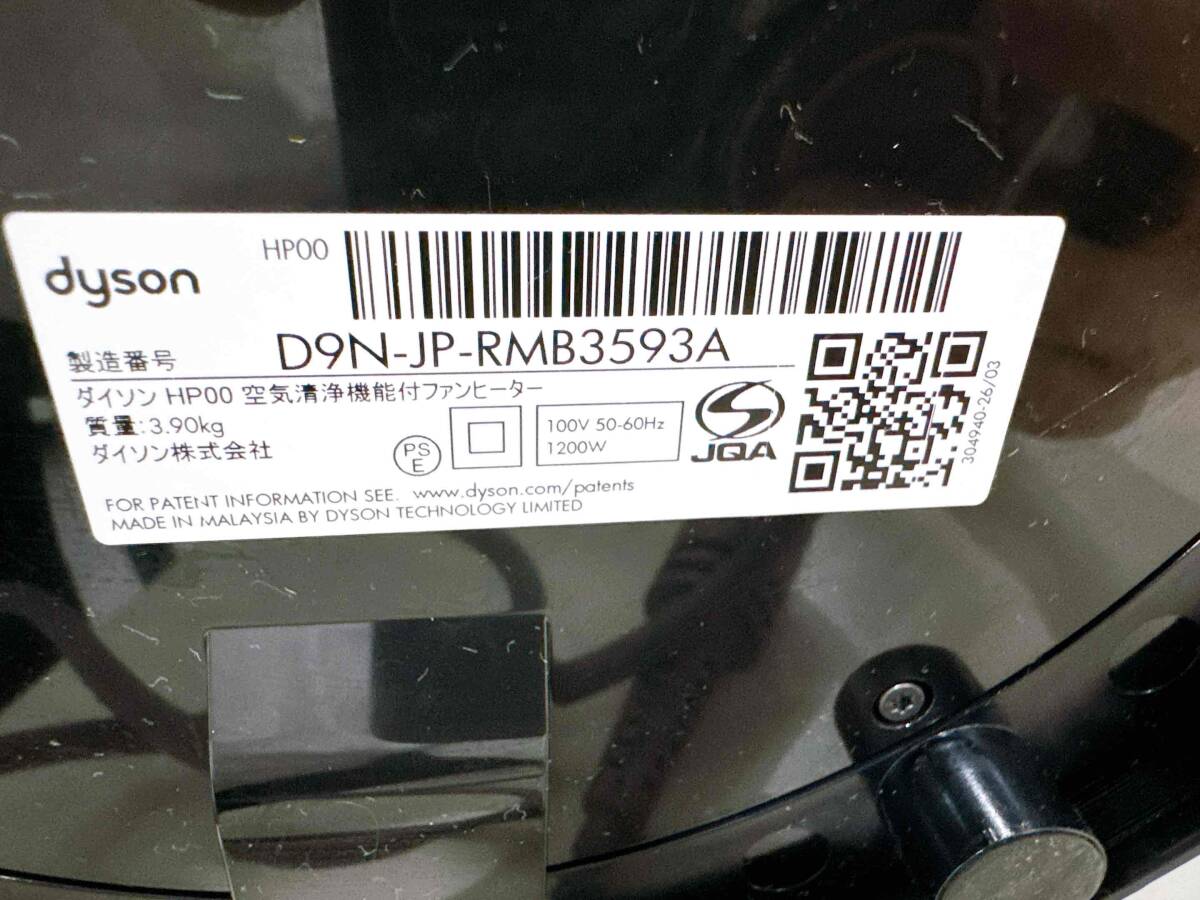 HP00
dyson
製造番号 D9N-JP-RMB3593A
ダイソン HP00 空気清浄機能付ファンヒーター
質量:3.90kg
ダイソン株式会社
PS
E
100V 50-60Hz
1200W
JQA
304940-26/03
FOR PATENT INFORMATION SEE. www.dyson.com/patents
MADE IN MALAYSIA BY DYSON TECHNOLOGY LIMITED